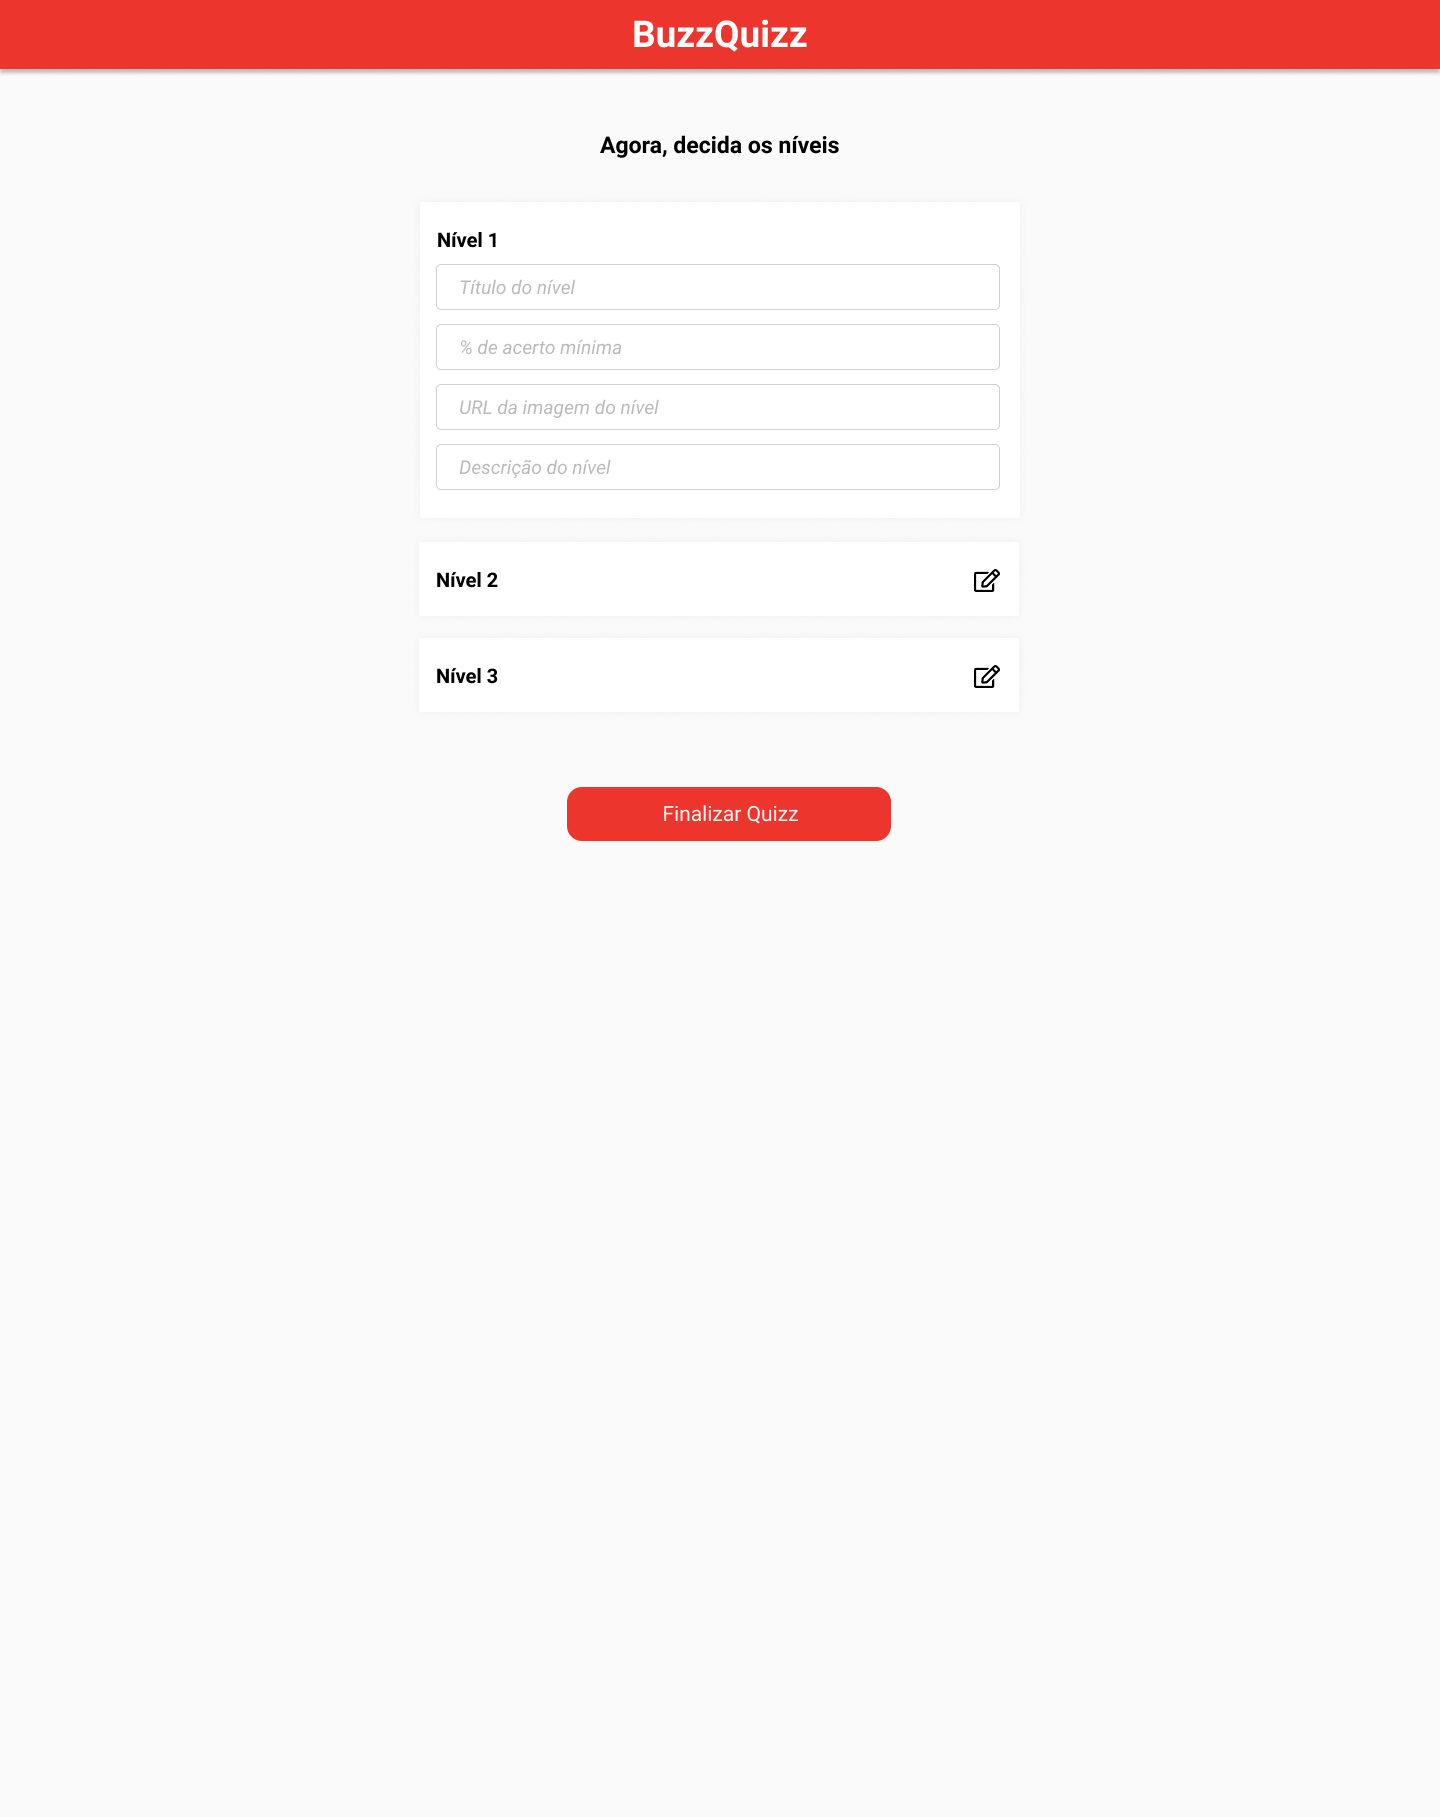 BuzzQuizz
Agora, decida os níveis
Nível 1
Título do nível
% de acerto mínima
URL da imagem do nível
Descrição do nível
Nível 2
Nível 3
Finalizar Quizz